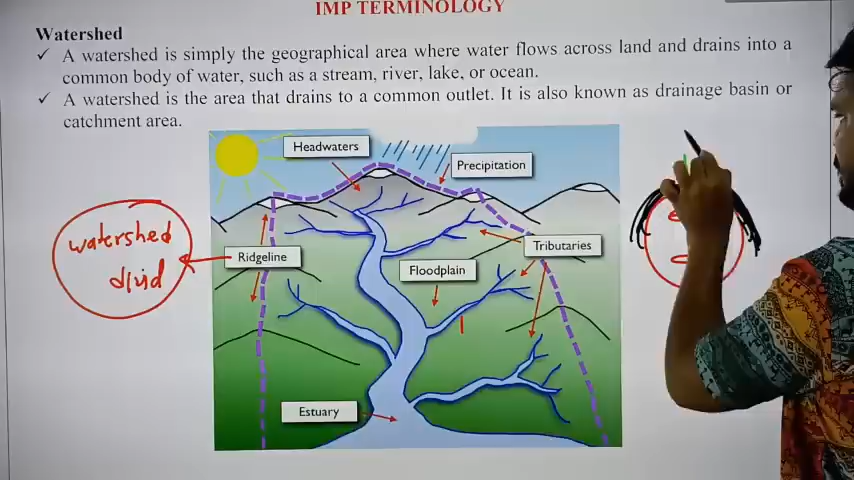 IMP TERMINOLOGY
Watershed
✓ A watershed is simply the geographical area where water flows across land and drains into a
common body of water, such as a stream, river, lake, or ocean.
✓ A watershed is the area that drains to a common outlet. It is also known as drainage basin or
catchment area.
Headwaters
Precipitation
watershed
divid
Ridgeline
Tributaries
Floodplain
Estuary